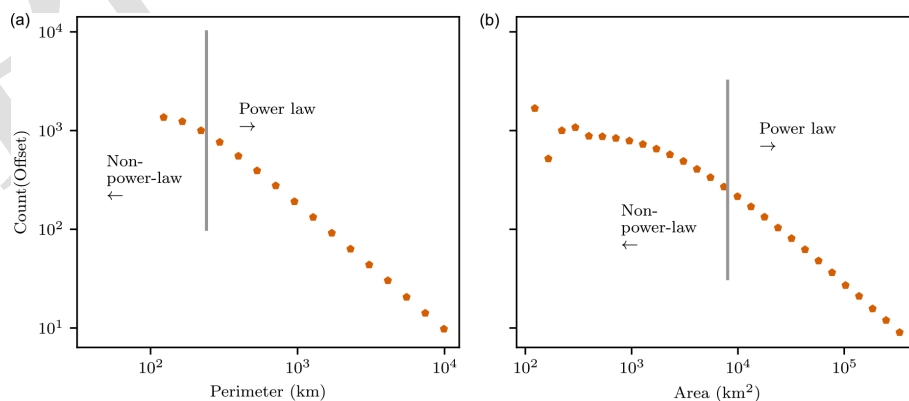 (a)
(b)
10⁴
10³
10²
10¹
Count(Offset)
Power law
→
Non-
power-law
←
10² 10³ 10⁴
Perimeter (km)
Power law
→
Non-
power-law
←
10² 10³ 10⁴ 10⁵
Area (km²)